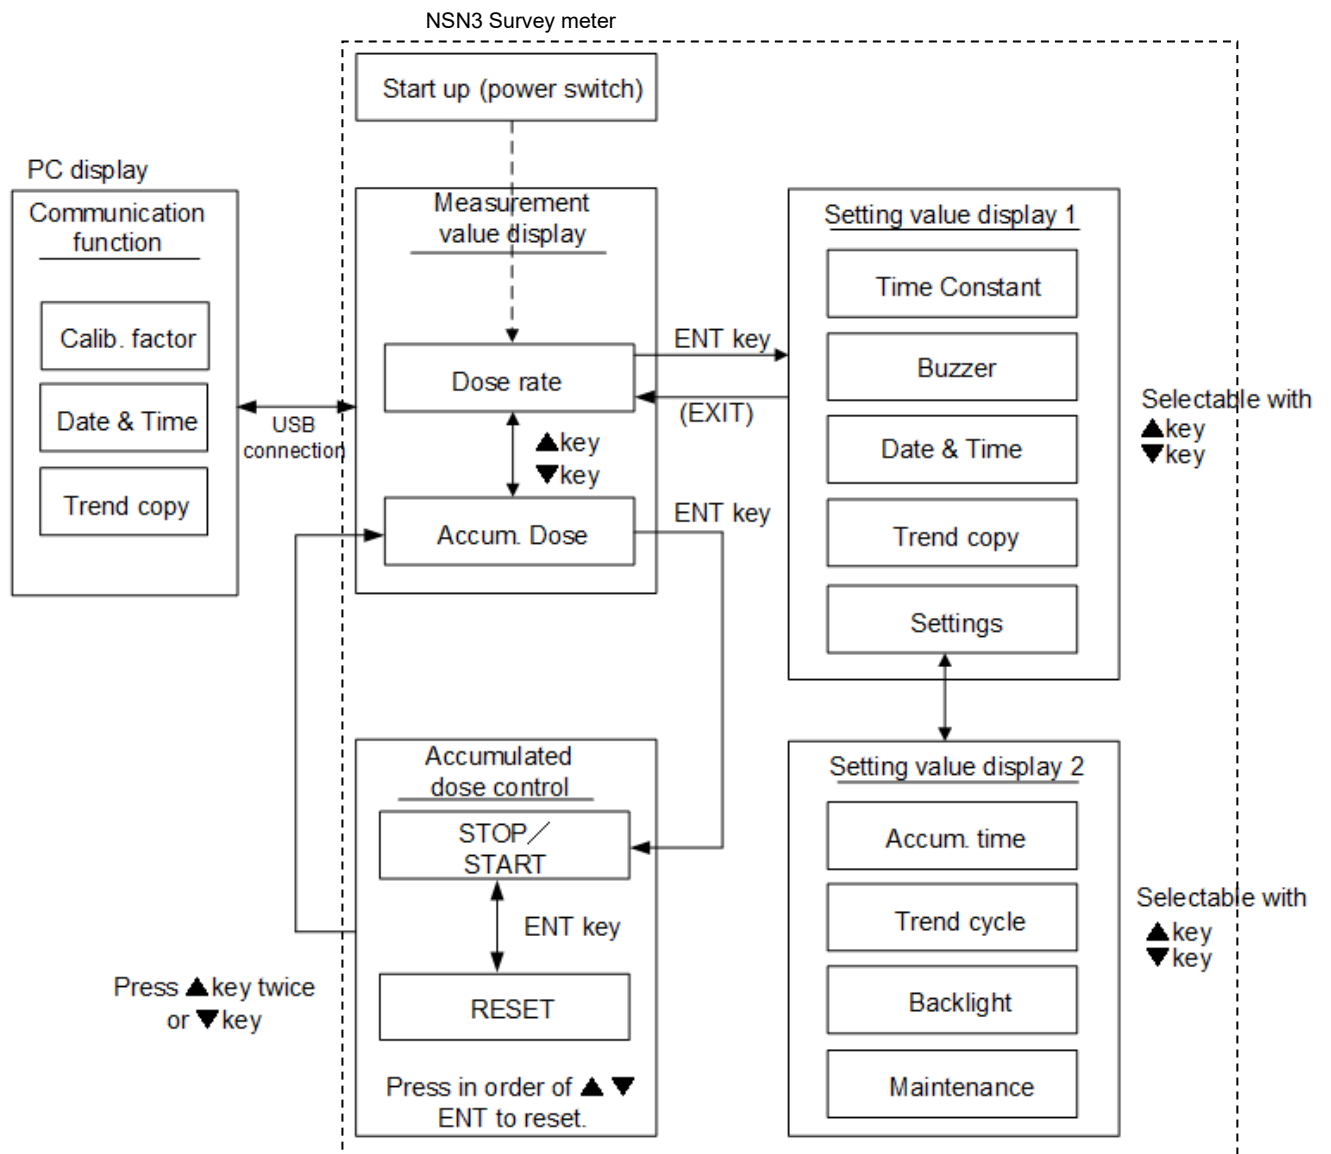 NSN3 Survey meter
Start up (power switch)
PC display
Communication
function
Calib. factor
Date & Time
Trend copy
USB
connection
Measurement
value display
Dose rate
▲key
▼key
Accum. Dose
ENT key
(EXIT)
ENT key
Setting value display 1
Time Constant
Buzzer
Date & Time
Trend copy
Settings
Selectable with
▲key
▼key
Accumulated
dose control
STOP／
START
ENT key
RESET
Press in order of ▲ ▼
ENT to reset.
Press ▲key twice
or ▼key
Setting value display 2
Accum. time
Trend cycle
Backlight
Maintenance
Selectable with
▲key
▼key